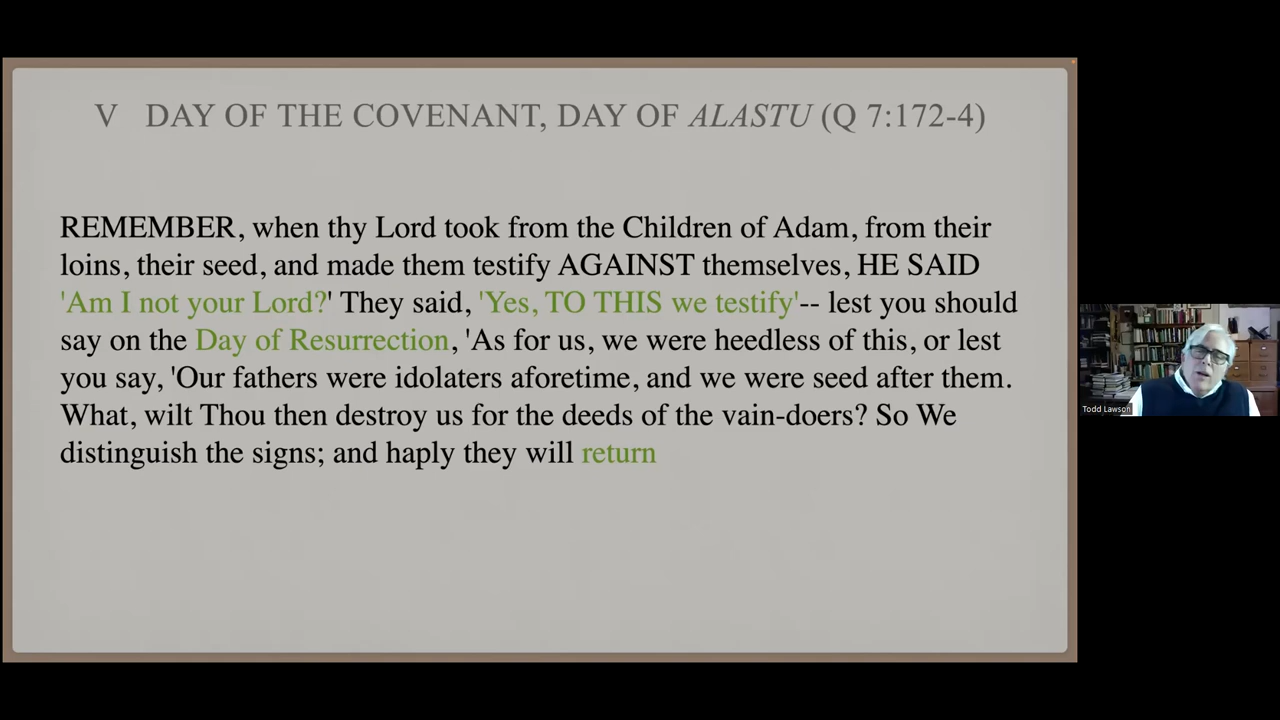 V DAY OF THE COVENANT, DAY OF ALASTU (Q 7:172-4)
REMEMBER, when thy Lord took from the Children of Adam, from their
loins, their seed, and made them testify AGAINST themselves, HE SAID
'Am I not your Lord?' They said, 'Yes, TO THIS we testify'-- lest you should
say on the Day of Resurrection, 'As for us, we were heedless of this, or lest
you say, 'Our fathers were idolaters aforetime, and we were seed after them.
What, wilt Thou then destroy us for the deeds of the vain-doers? So We
distinguish the signs; and haply they will return
Todd Lawson